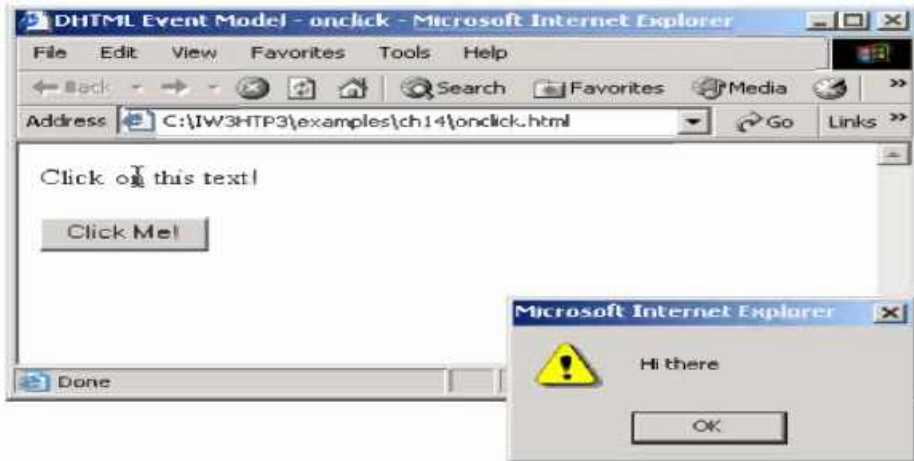 DHTML Event Model - onclick - Microsoft Internet Explorer
File Edit View Favorites Tools Help
Back Search Favorites Media »
Address C:\IW3HTP3\examples\ch14\onclick.html Go Links »
Click on this text!
Click Me!
Microsoft Internet Explorer
Hi there
Done
OK